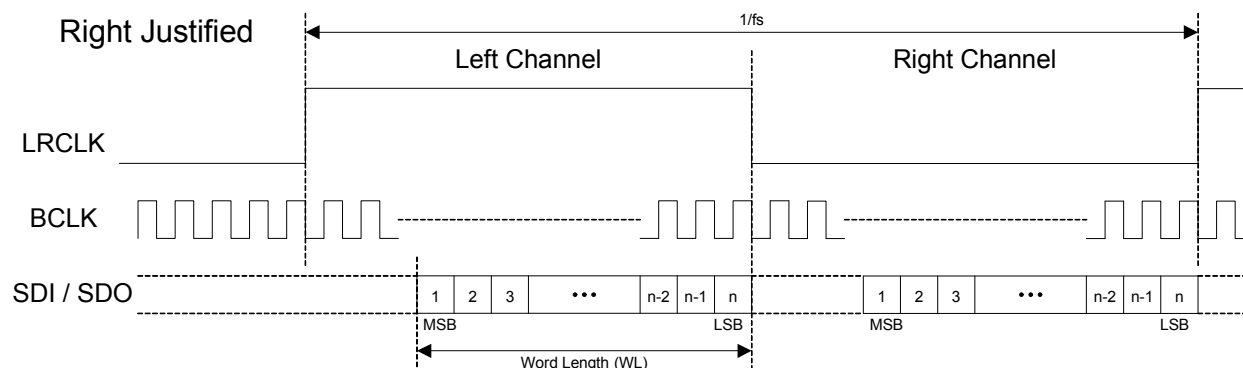 Right Justified
1/fs
Left Channel
Right Channel
LRCLK
BCLK
SDI / SDO
1 2 3 ••• n-2 n-1 n 1 2 3 ••• n-2 n-1 n
MSB LSB MSB LSB
Word Length (WL)